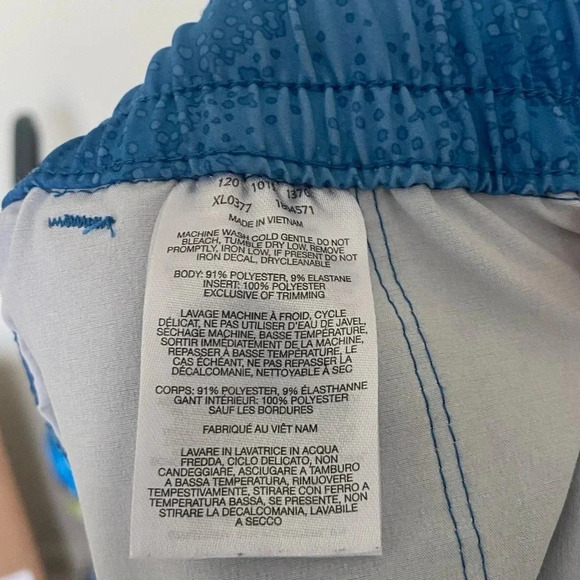 120
XL0377
MADE IN VIETNAM
MACHINE WASH COLD GENTLE, DO NOT
BLEACH, TUMBLE DRY LOW, REMOVE
PROMPTLY, IRON LOW, IF PRESENT DO NOT
IRON DECAL, DRYCLEANABLE
BODY: 91% POLYESTER, 9% ELASTANE
INSERT: 100% POLYESTER
EXCLUSIVE OF TRIMMING
LAVAGE MACHINE À FROID, CYCLE
DÉLICAT, NE PAS UTILISER D'EAU DE JAVEL,
SÉCHAGE MACHINE, BASSE TEMPÉRATURE,
SORTIR IMMÉDIATEMENT DE LA MACHINE,
REPASSER À BASSE TEMPÉRATURE, LE
CAS ÉCHÉANT, NE PAS REPASSER LA
DÉCALCOMANIE, NETTOYABLE À SEC
CORPS: 91% POLYESTER, 9% ÉLASTHANNE
GANT INTÉRIEUR: 100% POLYESTER
SAUF LES BORDURES
FABRIQUÉ AU VIÊT NAM
LAVARE IN LAVATRICE IN ACQUA
FREDDA, CICLO DELICATO, NON
CANDEGGIARE, ASCIUGARE A TAMBURO
A BASSA TEMPERATURA, RIMUOVERE
TEMPESTIVAMENTE, STIRARE CON FERRO A
TEMPERATURA BASSA, SE PRESENTE, NON
STIRARE LA DECALCOMANIA, LAVABILE
A SECCO